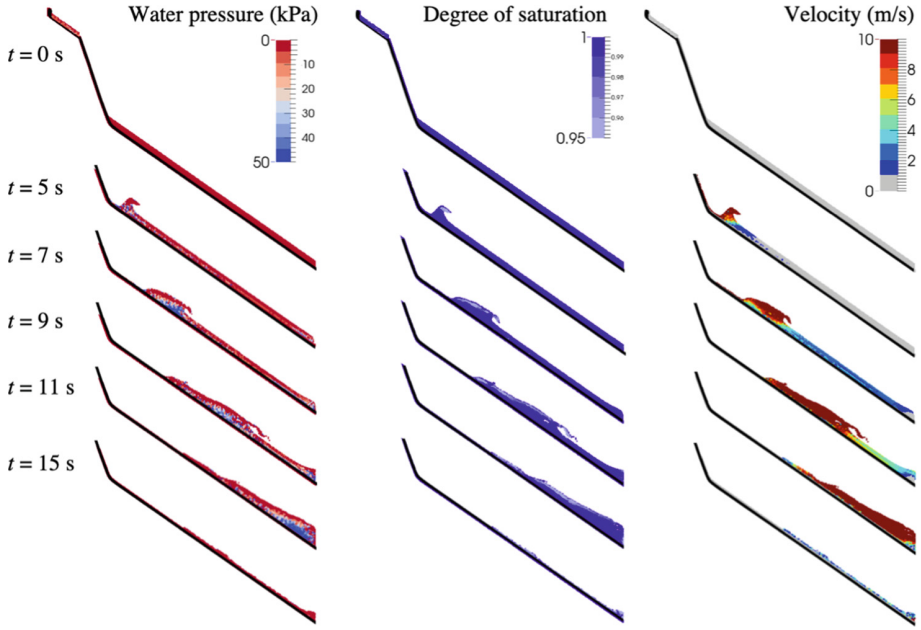 Water pressure (kPa)
Degree of saturation
Velocity (m/s)
t = 0 s
0
10
20
30
40
50
1
0.99
0.98
0.97
0.96
0.95
10
8
6
4
2
0
t = 5 s
t = 7 s
t = 9 s
t = 11 s
t = 15 s